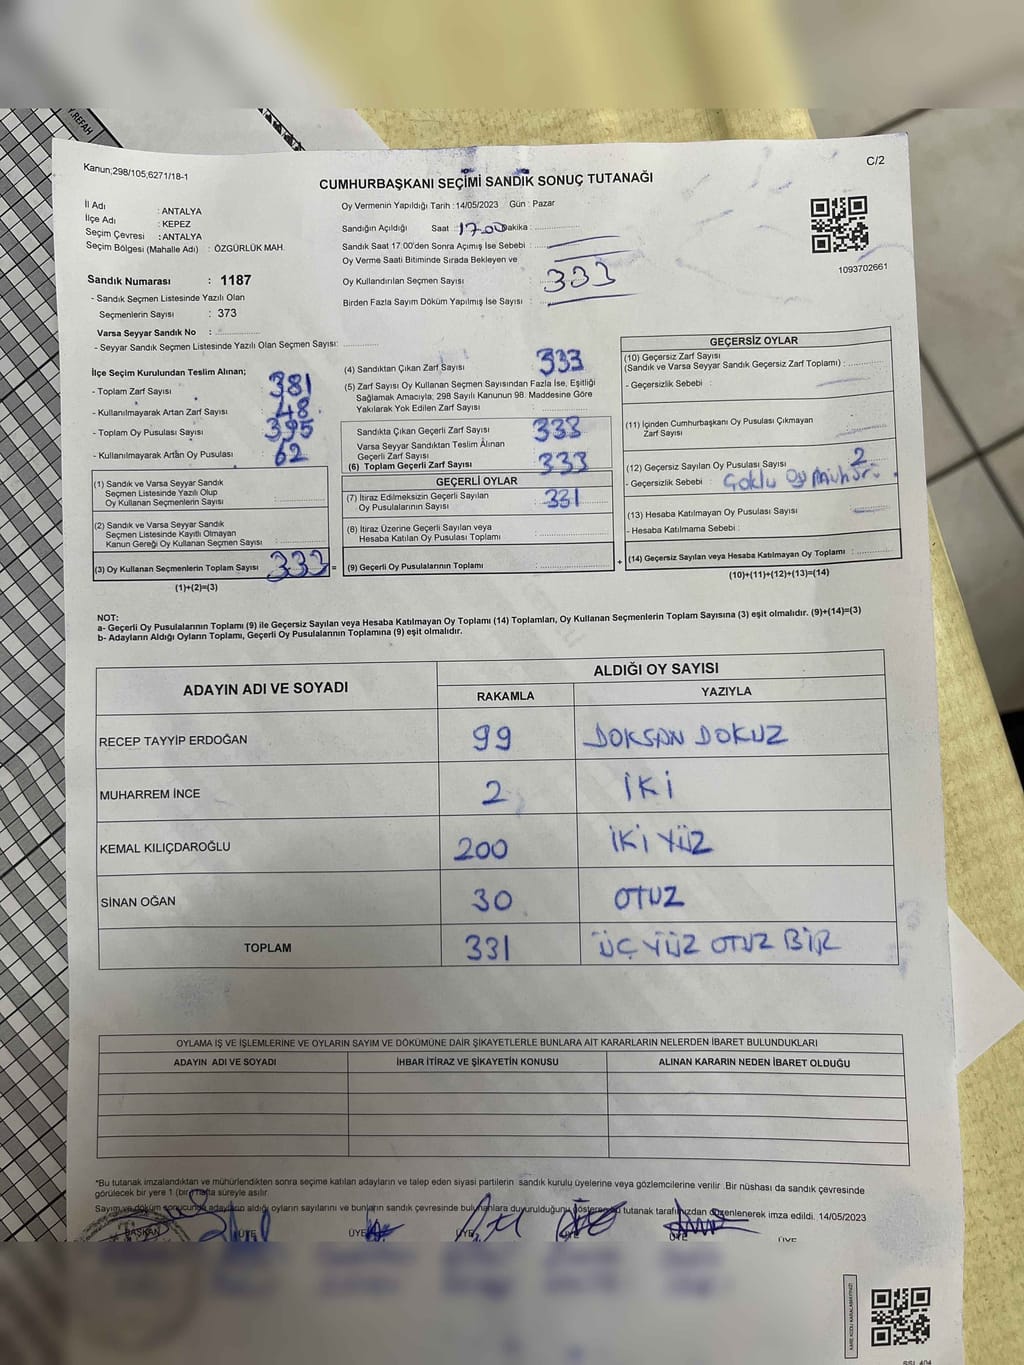 .REFAH
Kanun;298/105,6271/18-1
C/2
CUMHURBAŞKANI SEÇİMİ SANDIK SONUÇ TUTANAĞI
İl Adı : ANTALYA
İlçe Adı : KEPEZ
Seçim Çevresi : ANTALYA
Seçim Bölgesi (Mahalle Adı) : ÖZGÜRLÜK MAH.
Oy Vermenin Yapıldığı Tarih : 14/05/2023 Gün : Pazar
Sandığın Açıldığı Saat : 17.00 Dakika :
Sandık Saat 17:00'den Sonra Açımış İse Sebebi :
Oy Verme Saati Bitiminde Sırada Bekleyen ve
Oy Kullandırılan Seçmen Sayısı : 333
Birden Fazla Sayım Döküm Yapılmış İse Sayısı :
1093702661
Sandık Numarası : 1187
- Sandık Seçmen Listesinde Yazılı Olan
Seçmenlerin Sayısı : 373
Varsa Seyyar Sandık No :
- Seyyar Sandık Seçmen Listesinde Yazılı Olan Seçmen Sayısı:
İlçe Seçim Kurulundan Teslim Alınan;
- Toplam Zarf Sayısı : 381
- Kullanılmayarak Artan Zarf Sayısı : 48
- Toplam Oy Pusulası Sayısı : 395
- Kullanılmayarak Artan Oy Pusulası : 62
(1) Sandık ve Varsa Seyyar Sandık
Seçmen Listesinde Yazılı Olup
Oy Kullanan Seçmenlerin Sayısı :
(2) Sandık ve Varsa Seyyar Sandık
Seçmen Listesinde Kayıtlı Olmayan
Kanun Gereği Oy Kullanan Seçmen Sayısı :
(3) Oy Kullanan Seçmenlerin Toplam Sayısı 333 =
(1)+(2)=(3)
(4) Sandıktan Çıkan Zarf Sayısı : 333
(5) Zarf Sayısı Oy Kullanan Seçmen Sayısından Fazla İse, Eşitliği
Sağlamak Amacıyla; 298 Sayılı Kanunun 98. Maddesine Göre
Yakılarak Yok Edilen Zarf Sayısı :
Sandıkta Çıkan Geçerli Zarf Sayısı : 333
Varsa Seyyar Sandıktan Teslim Alınan
Geçerli Zarf Sayısı :
(6) Toplam Geçerli Zarf Sayısı : 333
GEÇERLİ OYLAR
(7) İtiraz Edilmeksizin Geçerli Sayılan
Oy Pusulalarının Sayısı : 331
(8) İtiraz Üzerine Geçerli Sayılan veya
Hesaba Katılan Oy Pusulası Toplamı :
(9) Geçerli Oy Pusulalarının Toplamı : +
GEÇERSİZ OYLAR
(10) Geçersiz Zarf Sayısı
(Sandık ve Varsa Seyyar Sandık Geçersiz Zarf Toplamı) :
- Geçersizlik Sebebi :
(11) İçinden Cumhurbaşkanı Oy Pusulası Çıkmayan
Zarf Sayısı :
(12) Geçersiz Sayılan Oy Pusulası Sayısı : 2
- Geçersizlik Sebebi : Çoklu oy mühürü.
(13) Hesaba Katılmayan Oy Pusulası Sayısı :
- Hesaba Katılmama Sebebi :
(14) Geçersiz Sayılan veya Hesaba Katılmayan Oy Toplamı :
(10)+(11)+(12)+(13)=(14)
NOT:
a- Geçerli Oy Pusulalarının Toplamı (9) ile Geçersiz Sayılan veya Hesaba Katılmayan Oy Toplamı (14) Toplamları, Oy Kullanan Seçmenlerin Toplam Sayısına (3) eşit olmalıdır. (9)+(14)=(3)
b- Adayların Aldığı Oyların Toplamı, Geçerli Oy Pusulalarının Toplamına (9) eşit olmalıdır.
ADAYIN ADI VE SOYADI
ALDIĞI OY SAYISI
RAKAMLA YAZIYLA
RECEP TAYYİP ERDOĞAN 99 DOKSAN DOKUZ
MUHARREM İNCE 2 İKİ
KEMAL KILIÇDAROĞLU 200 İKİ YÜZ
SİNAN OĞAN 30 OTUZ
TOPLAM 331 ÜÇ YÜZ OTUZ BİR
OYLAMA İŞ VE İŞLEMLERİNE VE OYLARIN SAYIM VE DÖKÜMÜNE DAİR ŞİKAYETLERLE BUNLARA AİT KARARLARIN NELERDEN İBARET BULUNDUKLARI
ADAYIN ADI VE SOYADI İHBAR İTİRAZ VE ŞİKAYETİN KONUSU ALINAN KARARIN NEDEN İBARET OLDUĞU
*Bu tutanak imzalandıktan ve mühürlendikten sonra seçime katılan adayların ve talep eden siyasi partilerin sandık kurulu üyelerine veya gözlemcilerine verilir. Bir nüshası da sandık çevresinde
görülecek bir yere 1 (bir) hafta süreyle asılır.
Sayım ve döküm sonucunda adayların aldığı oyların sayılarını ve bunların sandık çevresinde bulunanlara duyurulduğunu gösteren bu tutanak tarafımızdan düzenlenerek imza edildi. 14/05/2023
BAŞKAN ÜYE ÜYE ÜYE ÜYE ÜYE ÜYE